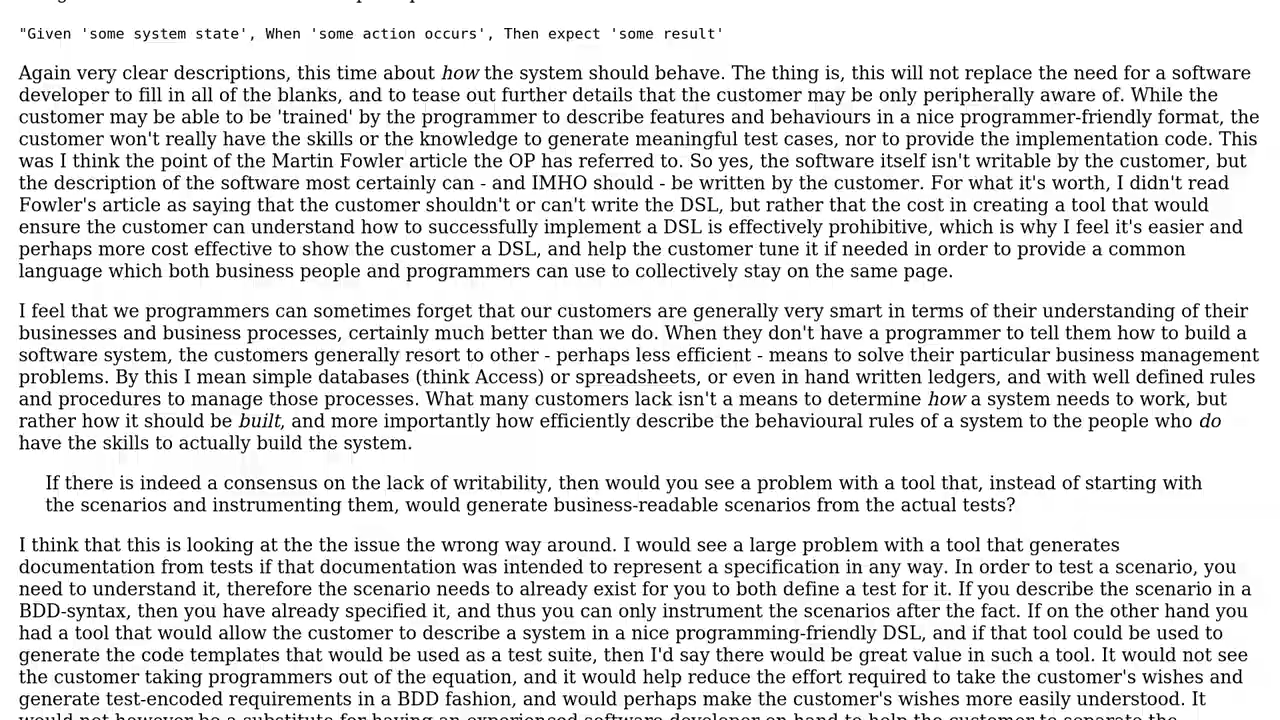 "Given 'some system state', When 'some action occurs', Then expect 'some result'
Again very clear descriptions, this time about how the system should behave. The thing is, this will not replace the need for a software
developer to fill in all of the blanks, and to tease out further details that the customer may be only peripherally aware of. While the
customer may be able to be 'trained' by the programmer to describe features and behaviours in a nice programmer-friendly format, the
customer won't really have the skills or the knowledge to generate meaningful test cases, nor to provide the implementation code. This
was I think the point of the Martin Fowler article the OP has referred to. So yes, the software itself isn't writable by the customer, but
the description of the software most certainly can - and IMHO should - be written by the customer. For what it's worth, I didn't read
Fowler's article as saying that the customer shouldn't or can't write the DSL, but rather that the cost in creating a tool that would
ensure the customer can understand how to successfully implement a DSL is effectively prohibitive, which is why I feel it's easier and
perhaps more cost effective to show the customer a DSL, and help the customer tune it if needed in order to provide a common
language which both business people and programmers can use to collectively stay on the same page.
I feel that we programmers can sometimes forget that our customers are generally very smart in terms of their understanding of their
businesses and business processes, certainly much better than we do. When they don't have a programmer to tell them how to build a
software system, the customers generally resort to other - perhaps less efficient - means to solve their particular business management
problems. By this I mean simple databases (think Access) or spreadsheets, or even in hand written ledgers, and with well defined rules
and procedures to manage those processes. What many customers lack isn't a means to determine how a system needs to work, but
rather how it should be built, and more importantly how efficiently describe the behavioural rules of a system to the people who do
have the skills to actually build the system.
If there is indeed a consensus on the lack of writability, then would you see a problem with a tool that, instead of starting with
the scenarios and instrumenting them, would generate business-readable scenarios from the actual tests?
I think that this is looking at the the issue the wrong way around. I would see a large problem with a tool that generates
documentation from tests if that documentation was intended to represent a specification in any way. In order to test a scenario, you
need to understand it, therefore the scenario needs to already exist for you to both define a test for it. If you describe the scenario in a
BDD-syntax, then you have already specified it, and thus you can only instrument the scenarios after the fact. If on the other hand you
had a tool that would allow the customer to describe a system in a nice programming-friendly DSL, and if that tool could be used to
generate the code templates that would be used as a test suite, then I'd say there would be great value in such a tool. It would not see
the customer taking programmers out of the equation, and it would help reduce the effort required to take the customer's wishes and
generate test-encoded requirements in a BDD fashion, and would perhaps make the customer's wishes more easily understood. It
would not however be a substitute for having an experienced software developer on hand to help the customer to separate the